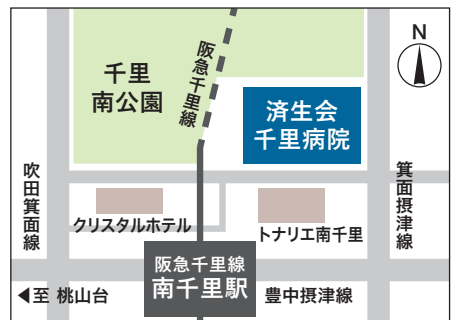 N
千里
南公園
阪急千里線
済生会
千里病院
吹田箕面線
箕面摂津線
クリスタルホテル
トナリエ南千里
阪急千里線
南千里駅
◀至 桃山台
豊中摂津線